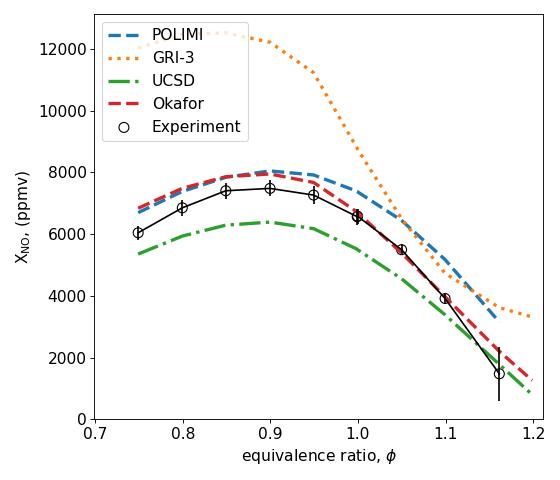 POLIMI
GRI-3
UCSD
Okafor
Experiment
12000
10000
8000
6000
4000
2000
0
X_NO, (ppmv)
0.7 0.8 0.9 1.0 1.1 1.2
equivalence ratio, ϕ